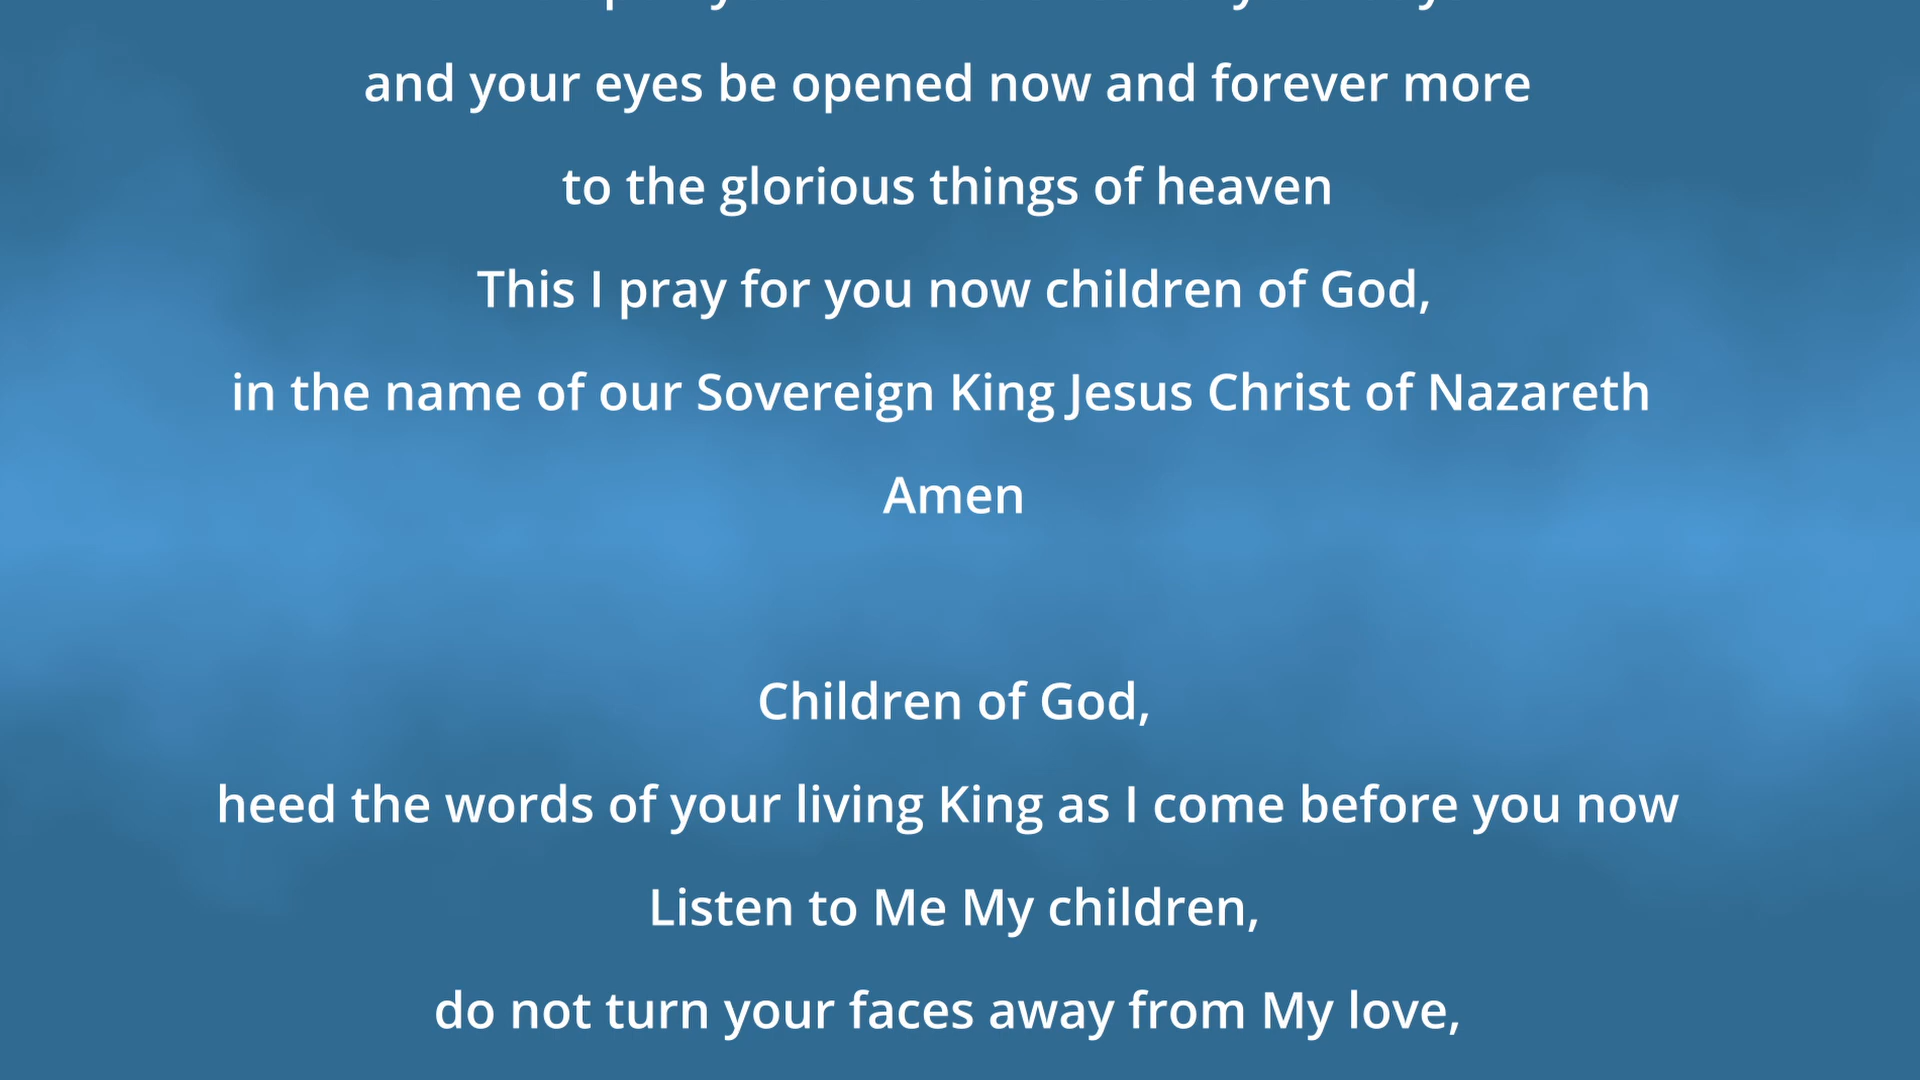 and your eyes be opened now and forever more
to the glorious things of heaven
This I pray for you now children of God,
in the name of our Sovereign King Jesus Christ of Nazareth
Amen
Children of God,
heed the words of your living King as I come before you now
Listen to Me My children,
do not turn your faces away from My love,